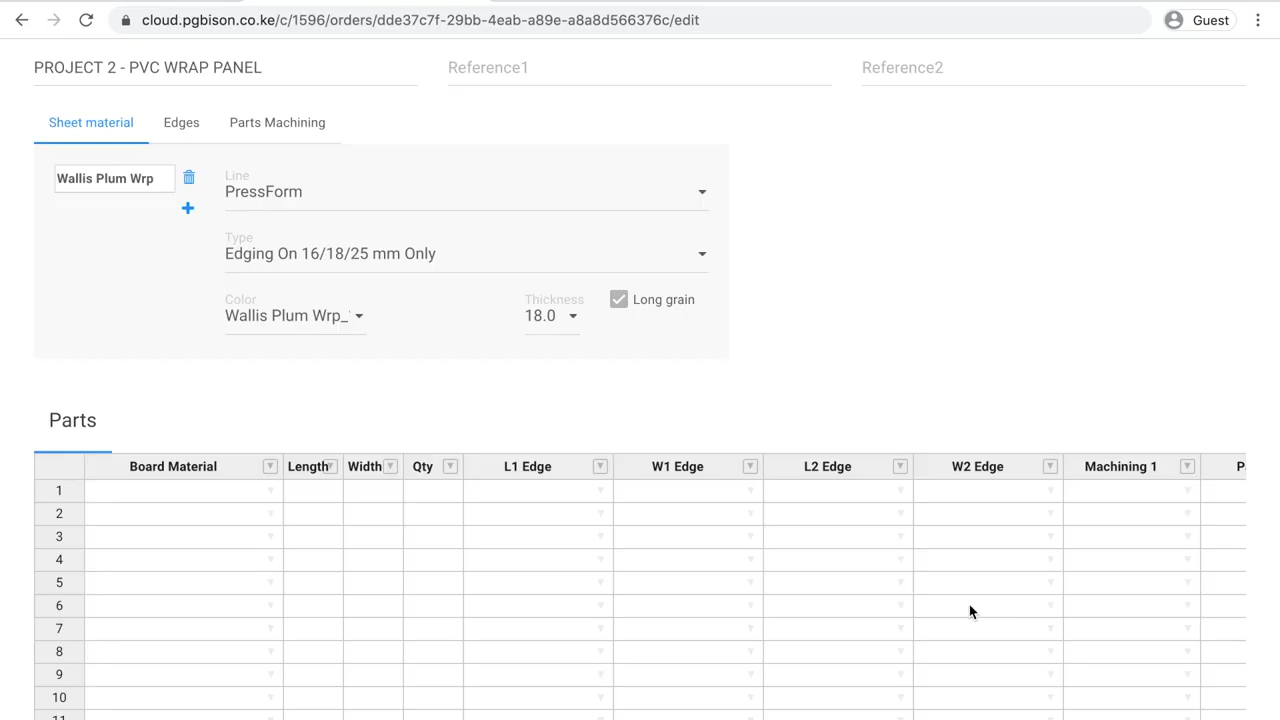 cloud.pgbison.co.ke/c/1596/orders/dde37c7f-29bb-4eab-a89e-a8a8d566376c/edit Guest
PROJECT 2 - PVC WRAP PANEL Reference1 Reference2
Sheet material Edges Parts Machining
Wallis Plum Wrp
Line
PressForm
Type
Edging On 16/18/25 mm Only
Color Thickness Long grain
Wallis Plum Wrp_ 18.0
Parts
Board Material Length Width Qty L1 Edge W1 Edge L2 Edge W2 Edge Machining 1
1
2
3
4
5
6
7
8
9
10
11